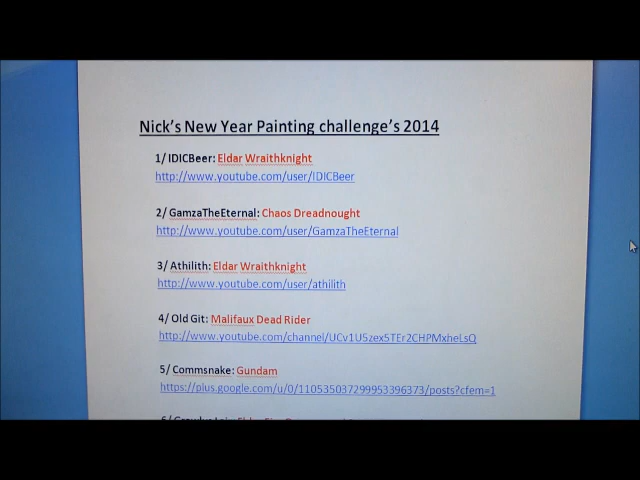 Nick's New Year Painting challenge's 2014
1/ IDICBeer: Eldar Wraithknight
http://www.youtube.com/user/IDICBeer
2/ GamzaTheEternal: Chaos Dreadnought
http://www.youtube.com/user/GamzaTheEternal
3/ Athilith: Eldar Wraithknight
http://www.youtube.com/user/athilith
4/ Old Git: Malifaux Dead Rider
http://www.youtube.com/channel/UCv1U5zex5TEr2CHPMxheLsQ
5/ Commsnake: Gundam
https://plus.google.com/u/0/110535037299953396373/posts?cfem=1